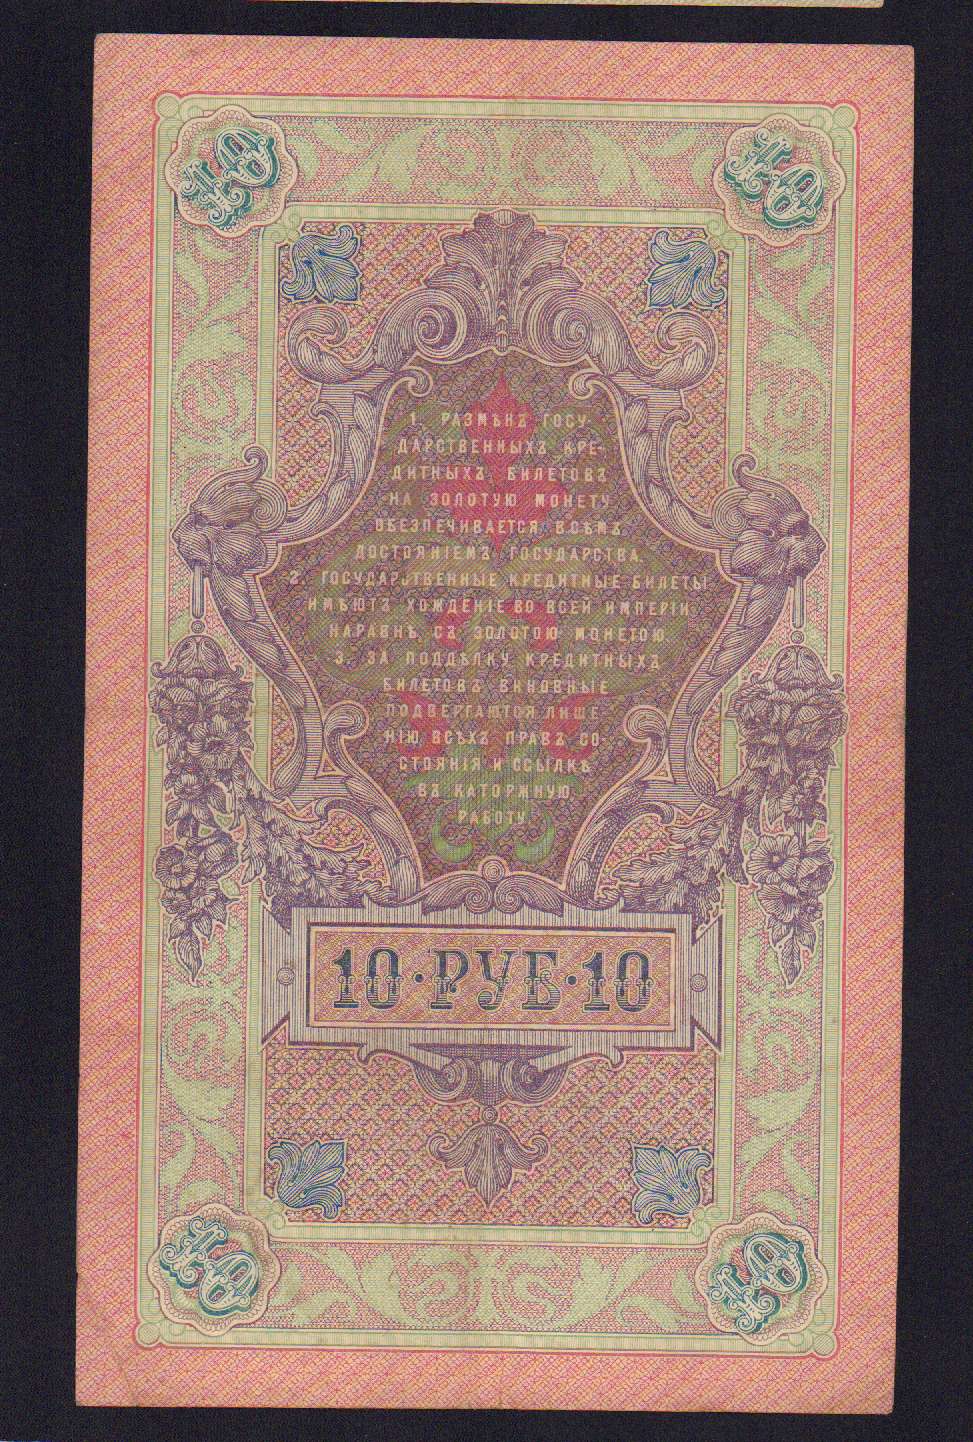 10
10
1. РАЗМѢНЪ ГОСУ-
ДАРСТВЕННЫХЪ КРЕ-
ДИТНЫХЪ БИЛЕТОВЪ
НА ЗОЛОТУЮ МОНЕТУ
ОБЕЗПЕЧИВАЕТСЯ ВСѢМЪ
ДОСТОЯНІЕМЪ ГОСУДАРСТВА.
2. ГОСУДАРСТВЕННЫЕ КРЕДИТНЫЕ БИЛЕТЫ
ИМѢЮТЪ ХОЖДЕНІЕ ВО ВСЕЙ ИМПЕРІИ
НАРАВНѢ СЪ ЗОЛОТОЮ МОНЕТОЮ.
3. ЗА ПОДДѢЛКУ КРЕДИТНЫХЪ
БИЛЕТОВЪ ВИНОВНЫЕ
ПОДВЕРГАЮТСЯ ЛИШЕ-
НІЮ ВСѢХЪ ПРАВЪ СО-
СТОЯНІЯ И ССЫЛКѢ
ВЪ КАТОРЖНУЮ
РАБОТУ.
10·РУБ·10
10
10